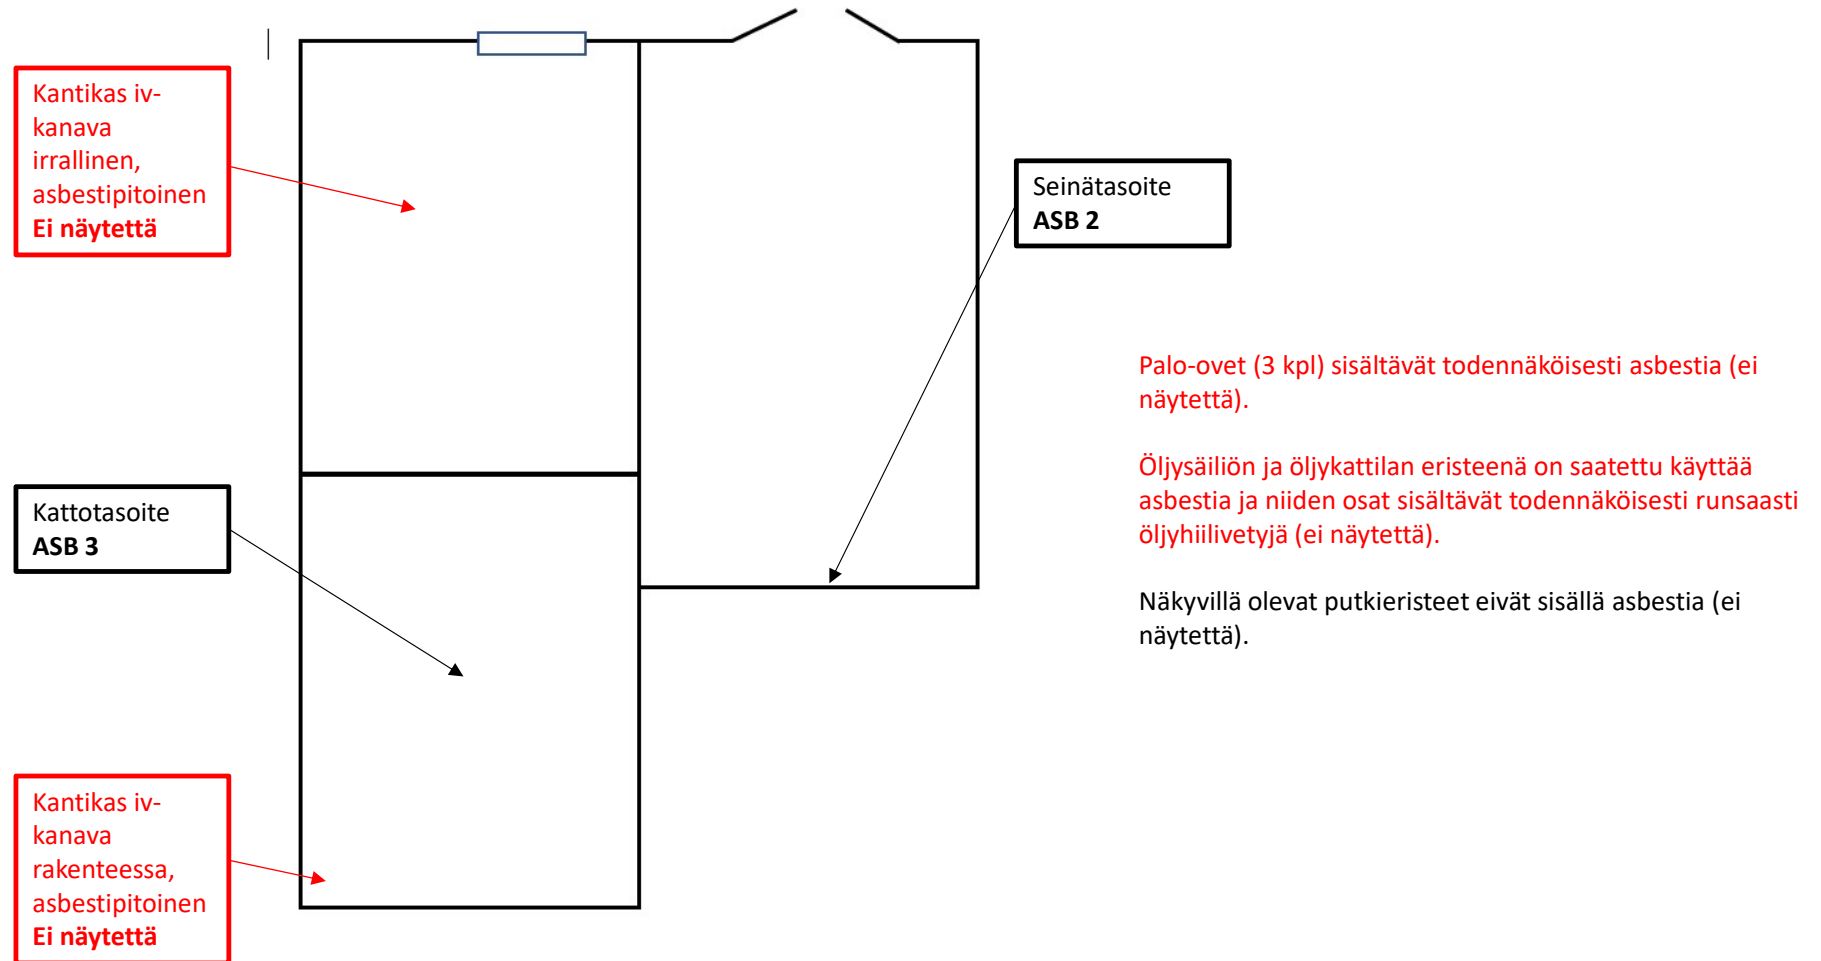 Kantikas iv-
kanava
irrallinen,
asbestipitoinen
Ei näytettä
Seinätasoite
ASB 2
Palo-ovet (3 kpl) sisältävät todennäköisesti asbestia (ei
näytettä).
Öljysäiliön ja öljykattilan eristeenä on saatettu käyttää
asbestia ja niiden osat sisältävät todennäköisesti runsaasti
öljyhiilivetyjä (ei näytettä).
Näkyvillä olevat putkieristeet eivät sisällä asbestia (ei
näytettä).
Kattotasoite
ASB 3
Kantikas iv-
kanava
rakenteessa,
asbestipitoinen
Ei näytettä